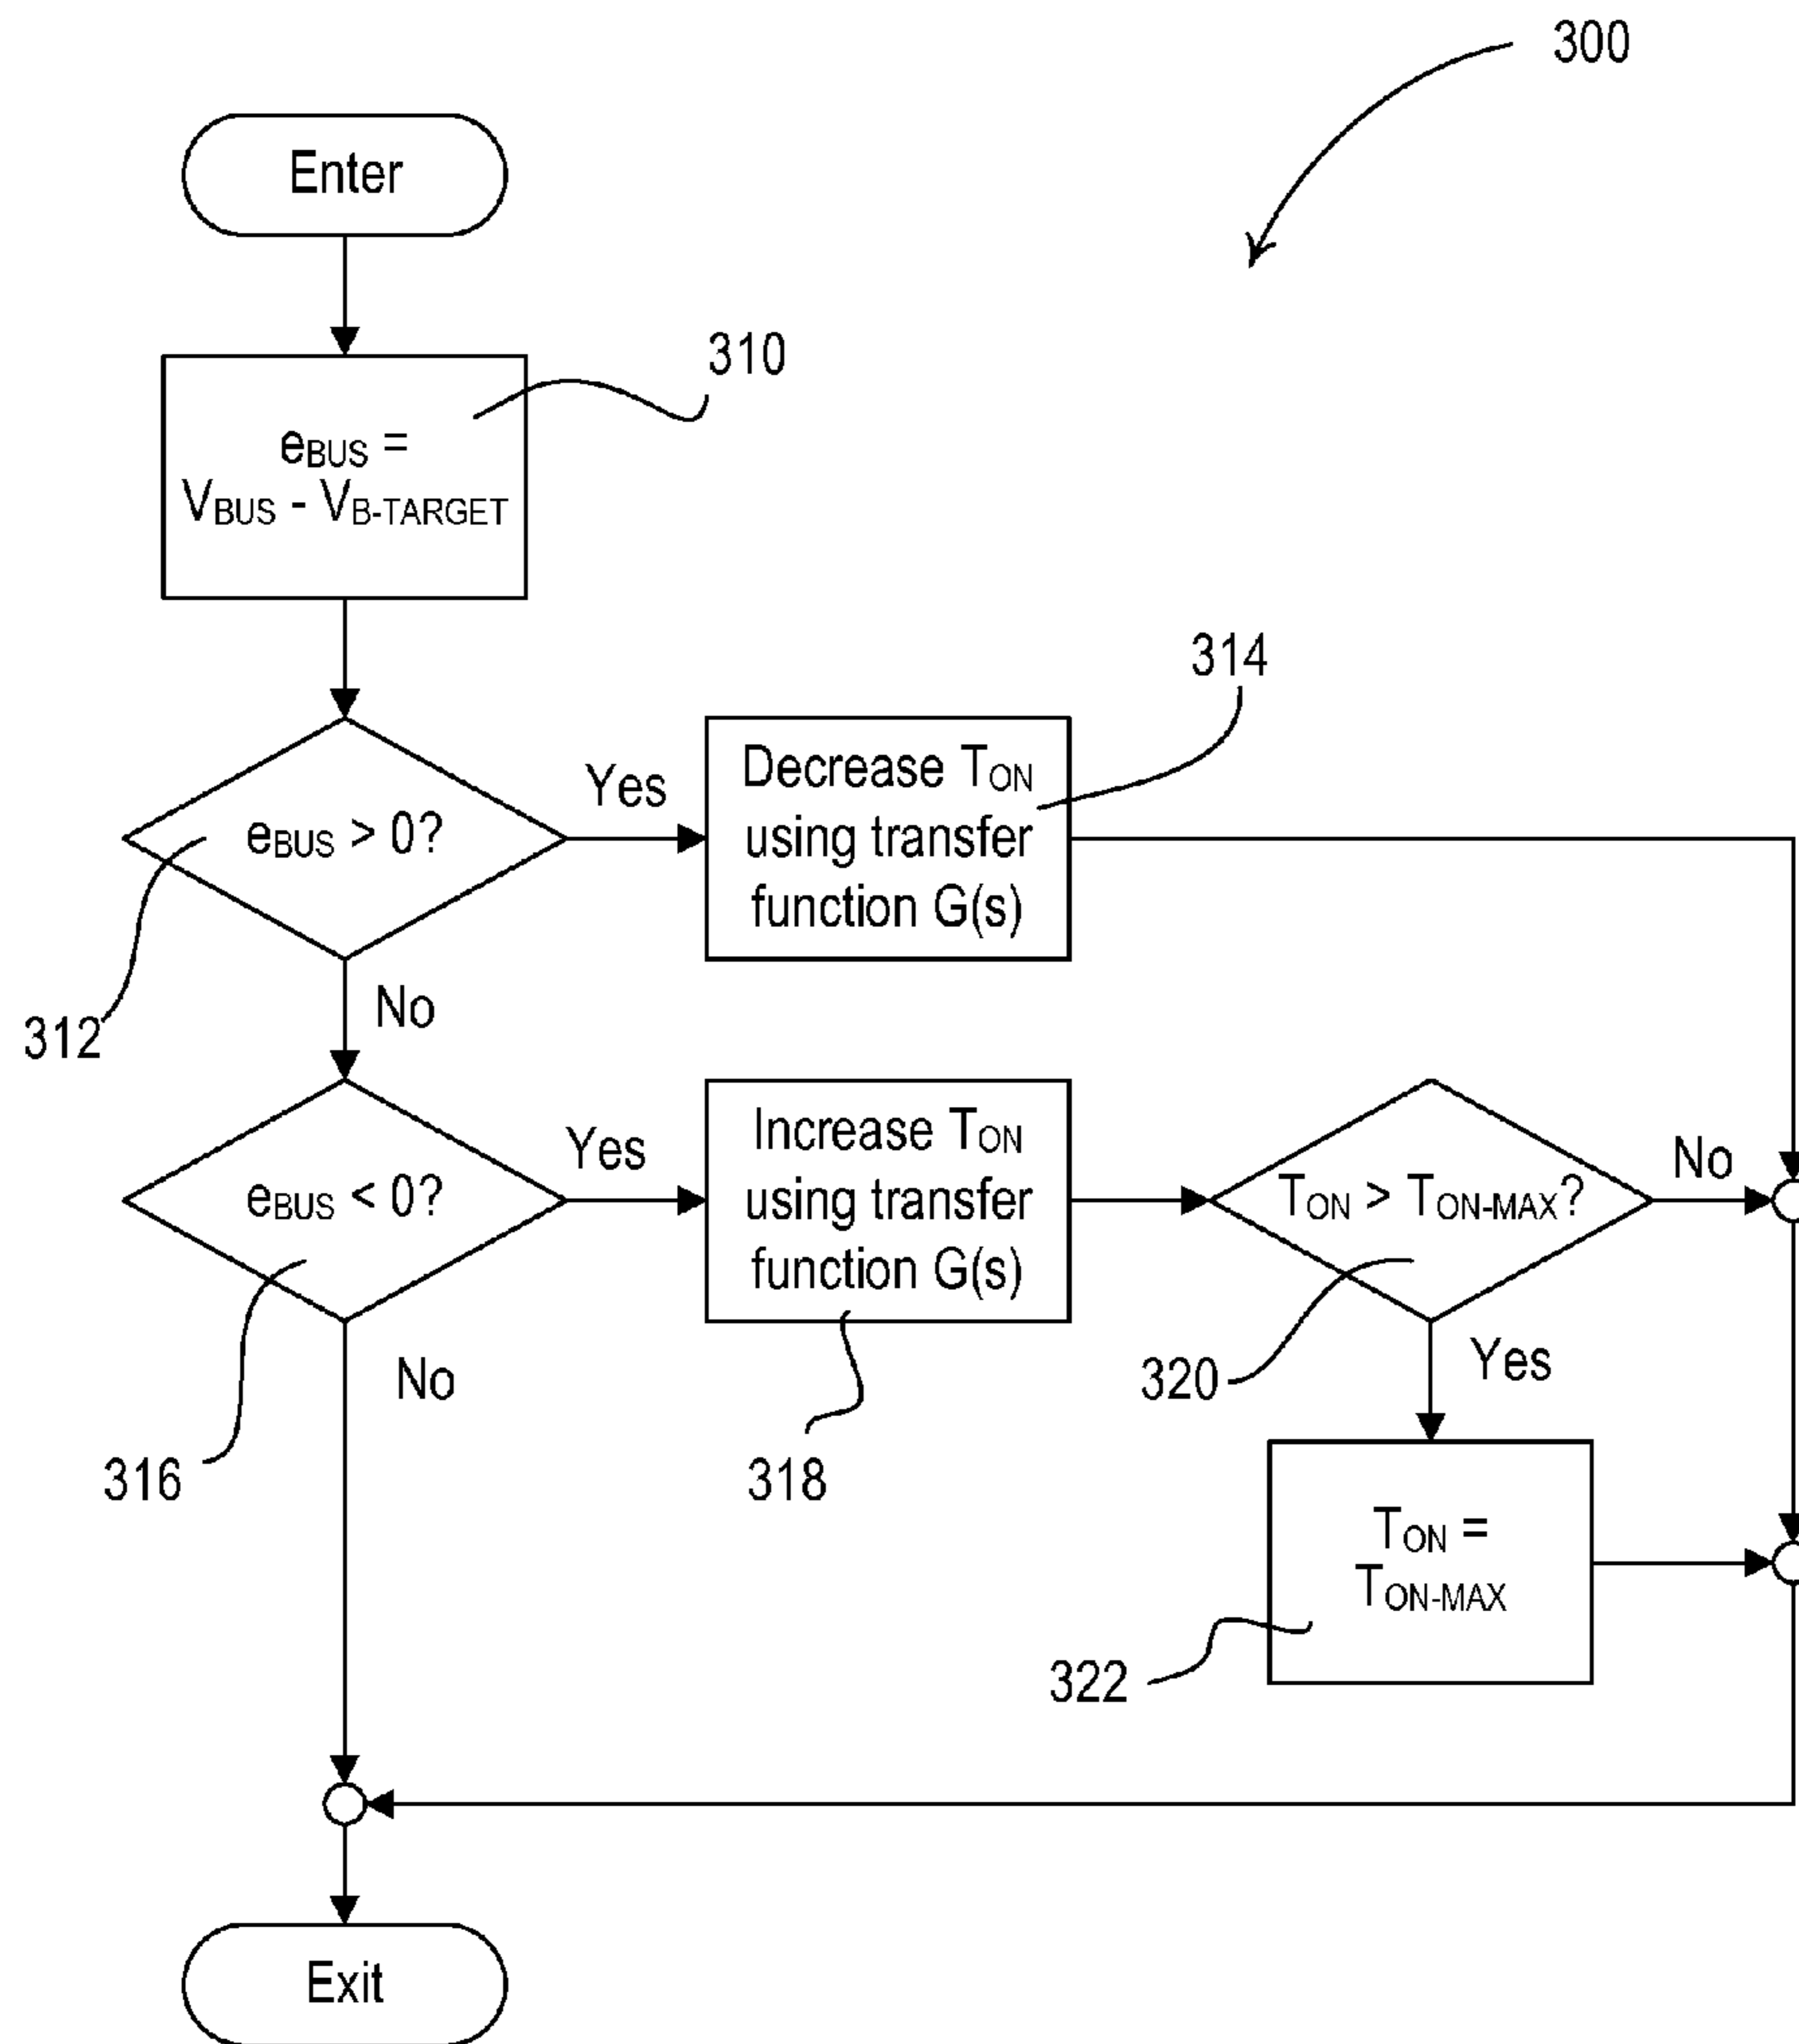 300
Enter
310
eBUS =
VBUS - VB-TARGET
314
Decrease TON
using transfer
function G(s)
Yes
eBUS > 0?
312
No
Increase TON
using transfer
function G(s)
Yes
eBUS < 0?
TON > TON-MAX?
No
320
Yes
No
316
318
TON =
TON-MAX
322
Exit